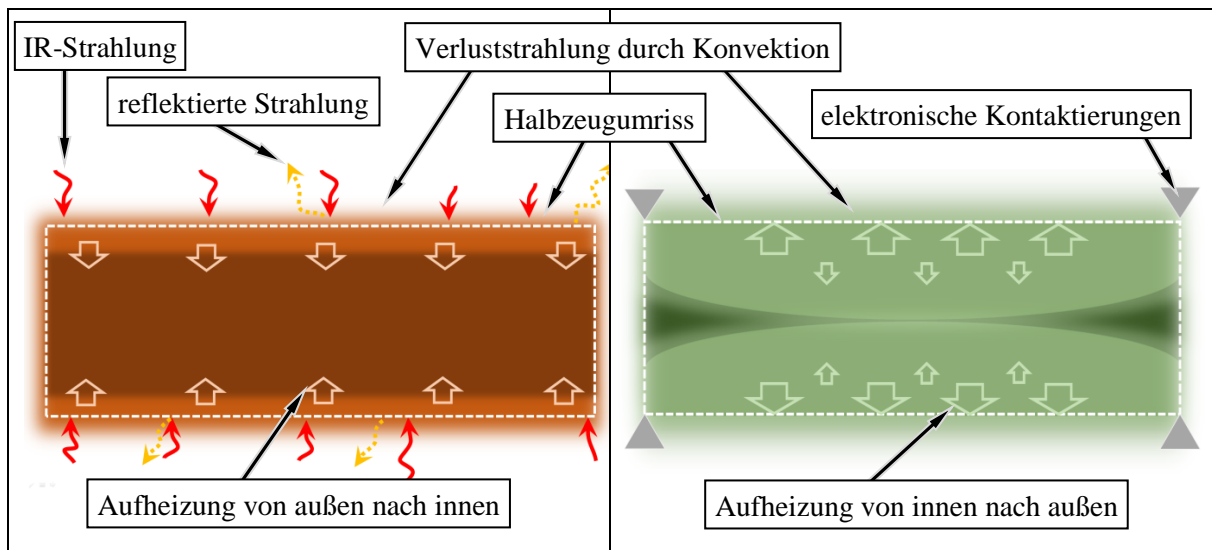 IR-Strahlung
Verluststrahlung durch Konvektion
reflektierte Strahlung
Halbzeugumriss
elektronische Kontaktierungen
Aufheizung von außen nach innen
Aufheizung von innen nach außen